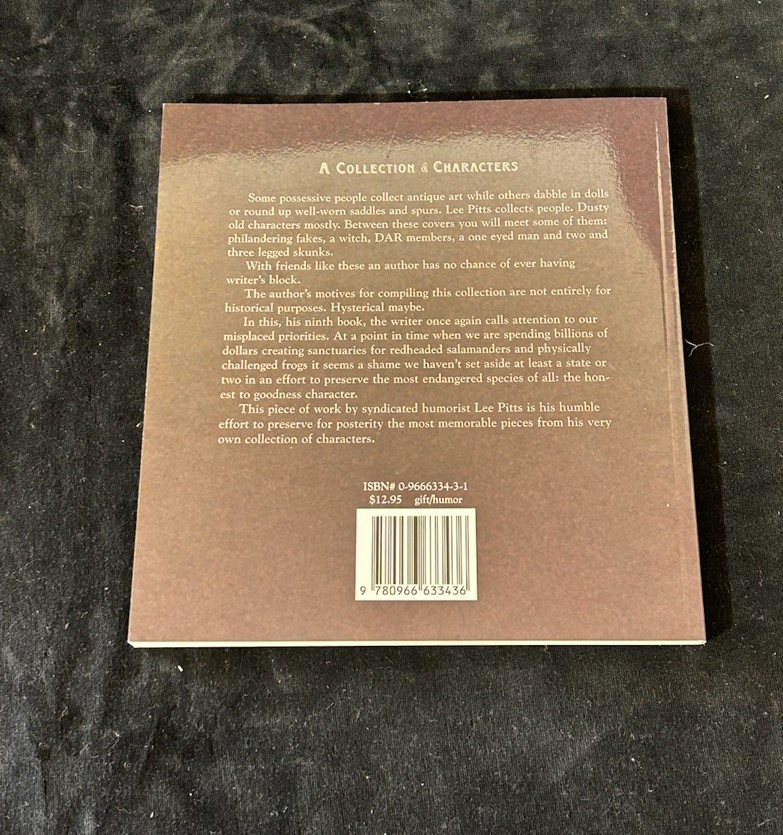 A COLLECTION & CHARACTERS
Some possessive people collect antique art while others dabble in dolls
or round up well-worn saddles and spurs. Lee Pitts collects people. Dusty
old characters mostly. Between these covers you will meet some of them:
philandering fakes, a witch, DAR members, a one eyed man and two and
three legged skunks.
With friends like these an author has no chance of ever having
writer's block.
The author's motives for compiling this collection are not entirely for
historical purposes. Hysterical maybe.
In this, his ninth book, the writer once again calls attention to our
misplaced priorities. At a point in time when we are spending billions of
dollars creating sanctuaries for redheaded salamanders and physically
challenged frogs it seems a shame we haven't set aside at least a state or
two in an effort to preserve the most endangered species of all: the hon-
est to goodness character.
This piece of work by syndicated humorist Lee Pitts is his humble
effort to preserve for posterity the most memorable pieces from his very
own collection of characters.
ISBN# 0-9666334-3-1
$12.95 gift/humor
9 780966 633436